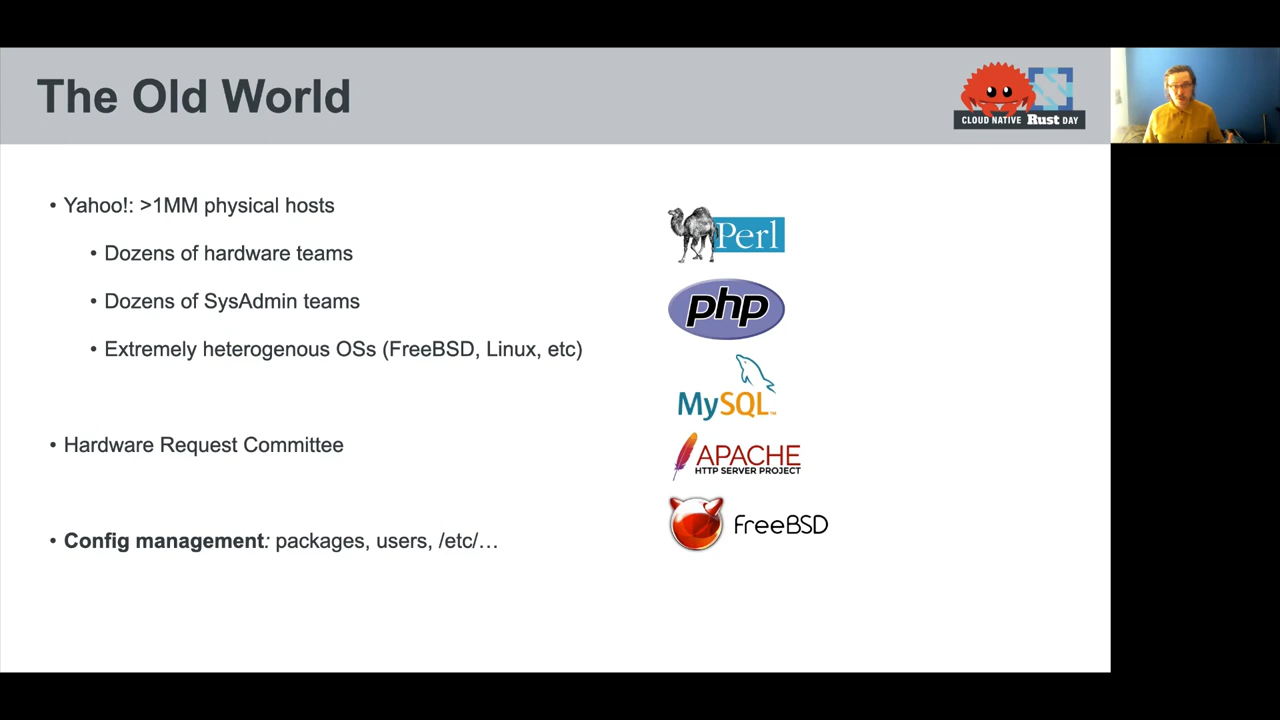 The Old World
CLOUD NATIVE Rust DAY
• Yahoo!: >1MM physical hosts
• Dozens of hardware teams
• Dozens of SysAdmin teams
• Extremely heterogenous OSs (FreeBSD, Linux, etc)
• Hardware Request Committee
• Config management: packages, users, /etc/…
Perl
php
MySQL™
APACHE
HTTP SERVER PROJECT
FreeBSD